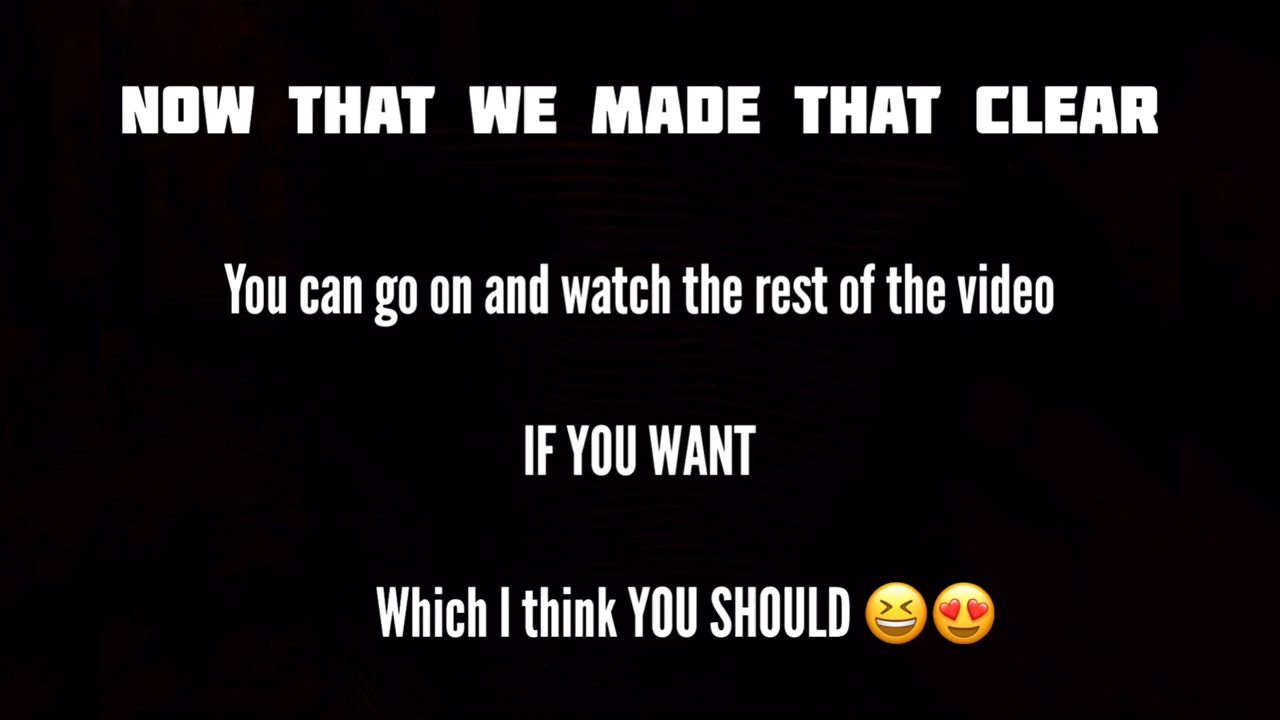 NOW THAT WE MADE THAT CLEAR
You can go on and watch the rest of the video
IF YOU WANT
Which I think YOU SHOULD 😆😍